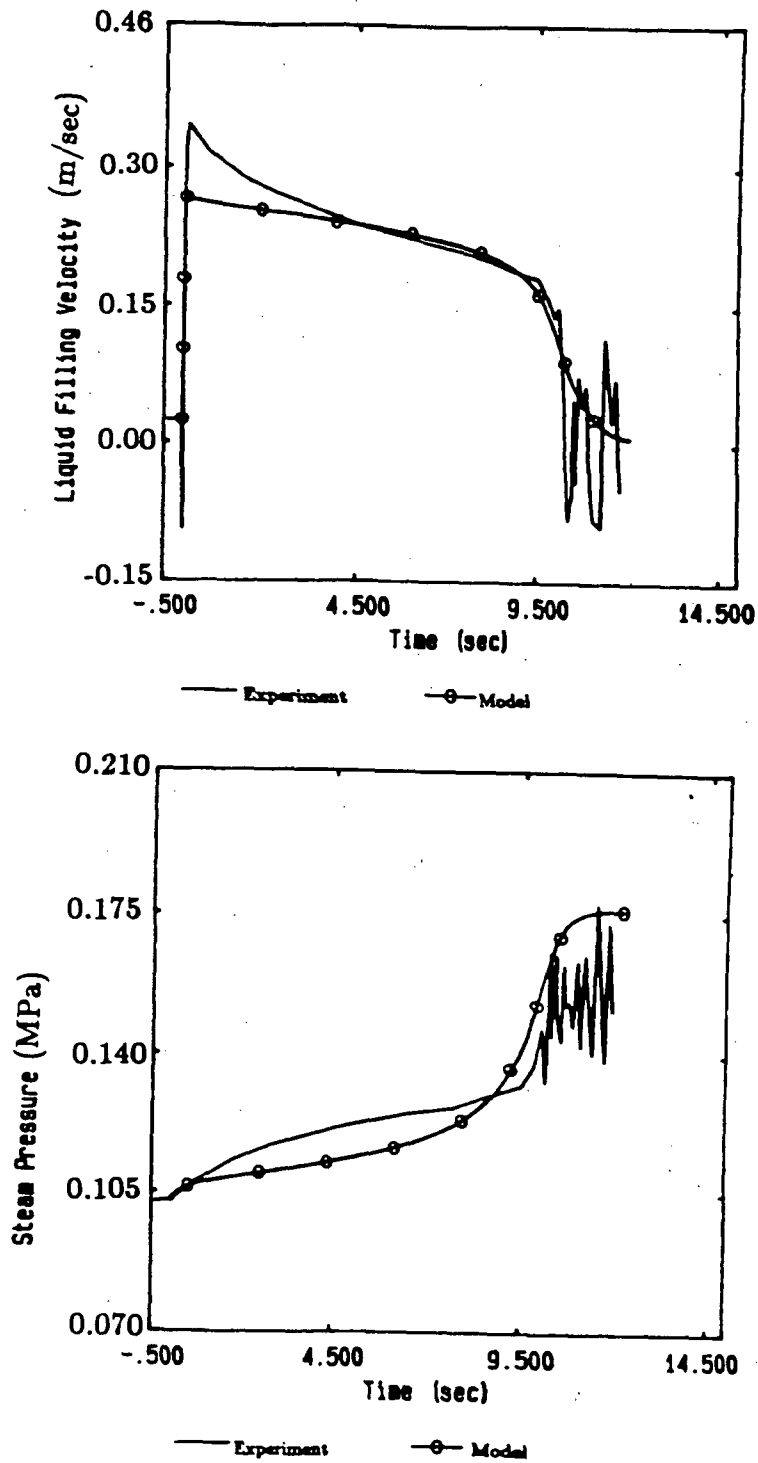 0.46
0.30
0.15
0.00
-0.15
Liquid Filling Velocity (m/sec)
-.500 4.500 9.500 14.500
Time (sec)
Experiment Model
0.210
0.175
0.140
0.105
0.070
Steam Pressure (MPa)
-.500 4.500 9.500 14.500
Time (sec)
Experiment Model